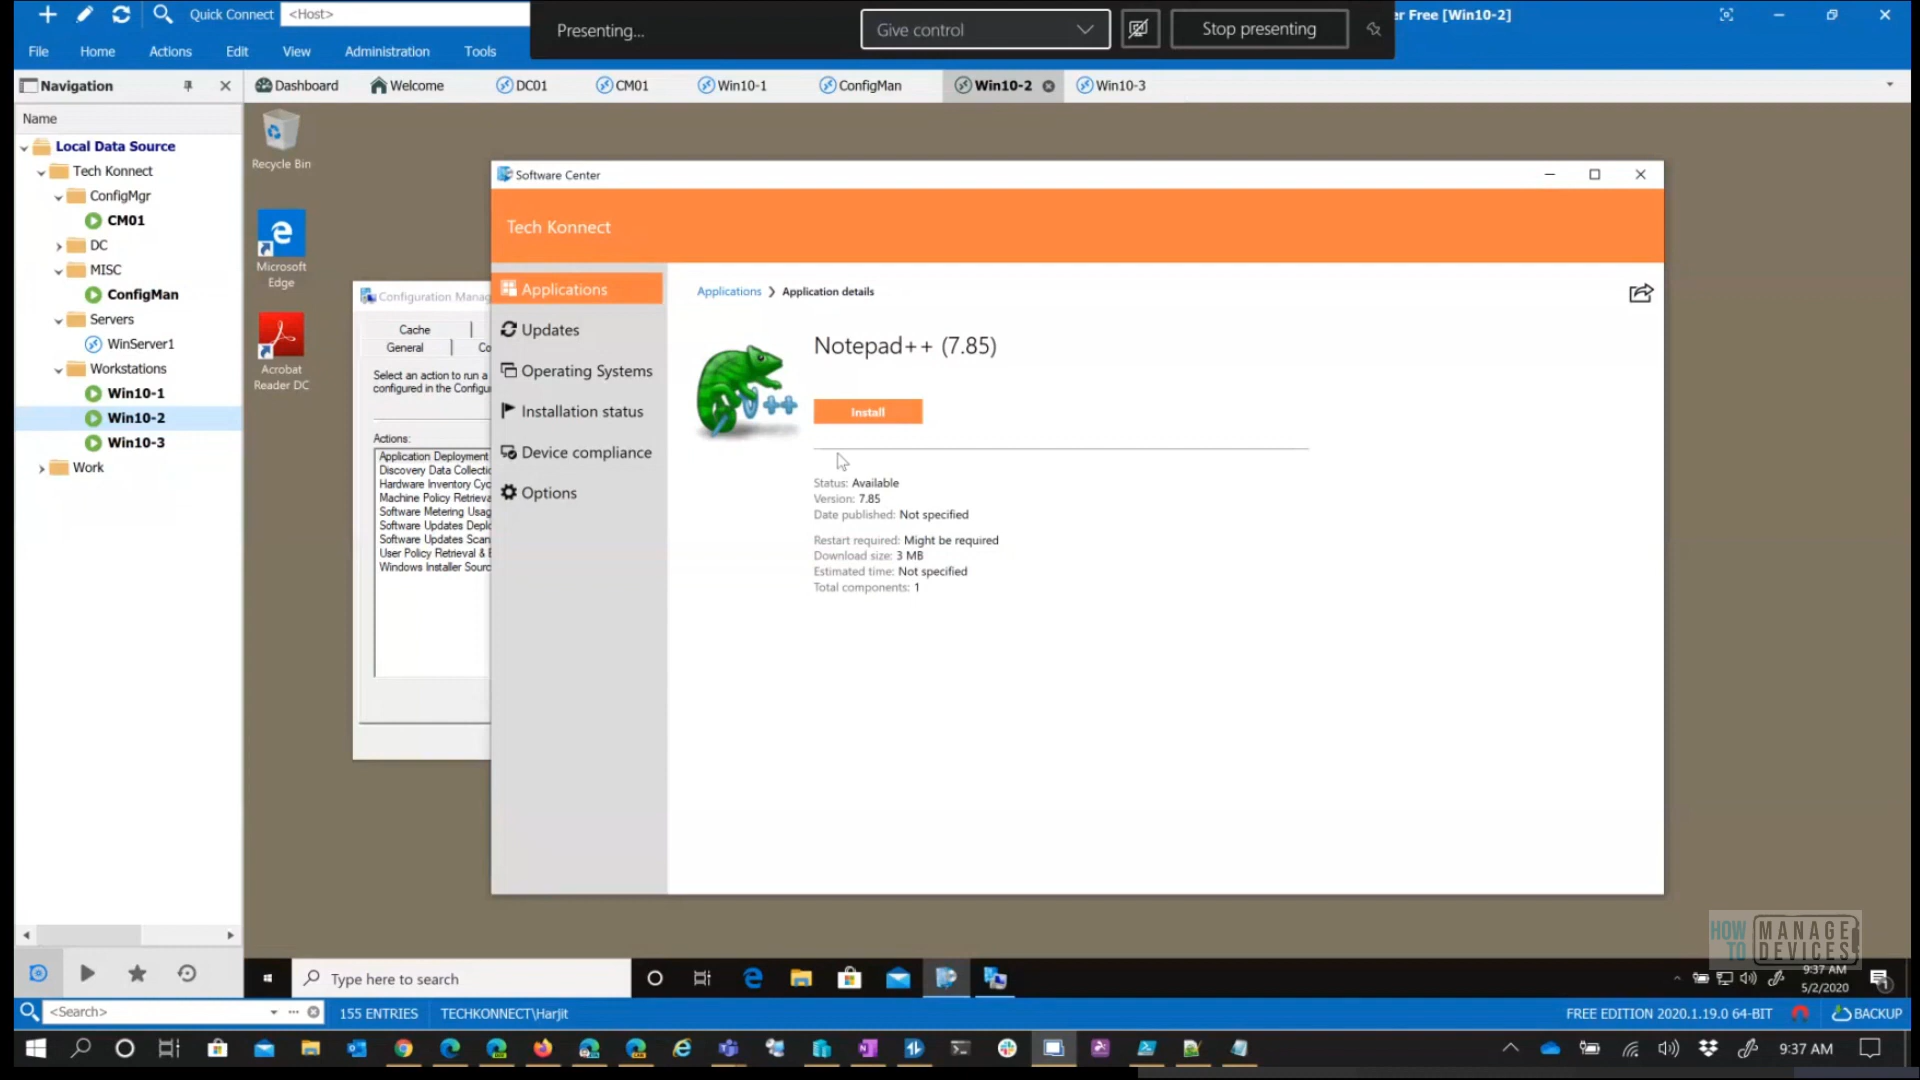 Quick Connect
<Host>
Presenting...
Give control
Stop presenting
er Free [Win10-2]
File
Home
Actions
Edit
View
Administration
Tools
Navigation
Dashboard
Welcome
DC01
CM01
Win10-1
ConfigMan
Win10-2
Win10-3
Name
Local Data Source
Tech Konnect
ConfigMgr
CM01
DC
MISC
ConfigMan
Servers
WinServer1
Workstations
Win10-1
Win10-2
Win10-3
Work
Recycle Bin
Microsoft
Edge
Acrobat
Reader DC
Configuration Manag
Cache
General
Co
Select an action to run a
configured in the Configu
Actions:
Application Deployment
Discovery Data Collectic
Hardware Inventory Cyc
Machine Policy Retrieva
Software Metering Usag
Software Updates Deplo
Software Updates Scan
User Policy Retrieval & E
Windows Installer Sourc
Software Center
Tech Konnect
Applications
Updates
Operating Systems
Installation status
Device compliance
Options
Applications > Application details
Notepad++ (7.85)
Install
Status: Available
Version: 7.85
Date published: Not specified
Restart required: Might be required
Download size: 3 MB
Estimated time: Not specified
Total components: 1
HOW
TO
MANAGE
DEVICES
Type here to search
9:37 AM
5/2/2020
1
<Search>
155 ENTRIES
TECHKONNECT\Harjit
FREE EDITION 2020.1.19.0 64-BIT
BACKUP
9:37 AM